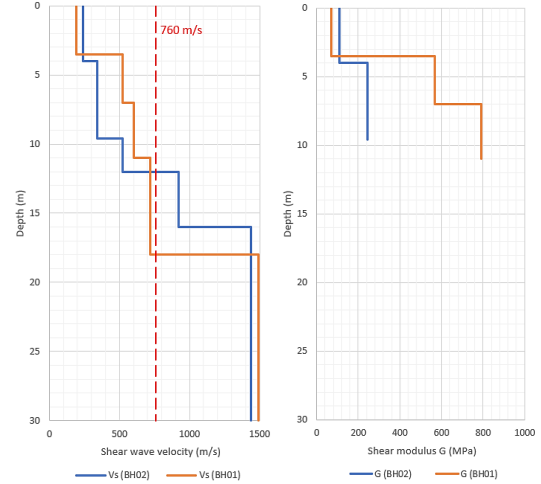 0
5
10
15
20
25
30
Depth (m)
760 m/s
0
500
1000
1500
Shear wave velocity (m/s)
Vs (BH02)
Vs (BH01)
0
5
10
15
20
25
30
Depth (m)
0
200
400
600
800
1000
Shear modulus G (MPa)
G (BH02)
G (BH01)